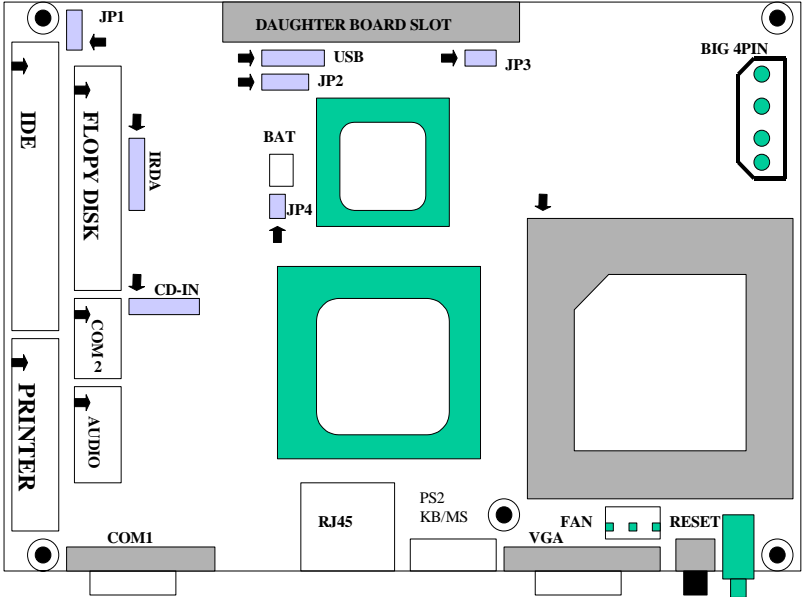 JP1
DAUGHTER BOARD SLOT
USB
JP2
JP3
BIG 4PIN
IDE
FLOPY DISK
IRDA
BAT
JP4
CD-IN
COM 2
PRINTER
AUDIO
COM1
RJ45
PS2
KB/MS
FAN
RESET
VGA